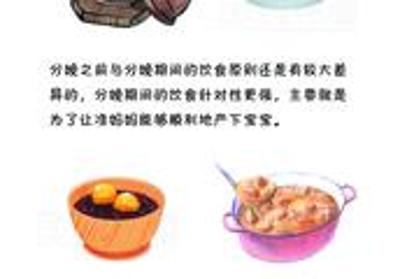 分娩之前与分娩期间的饮食原则还是有较大差
异的，分娩期间的饮食针对性更强，主要就是
为了让准妈妈能够顺利地产下宝宝。